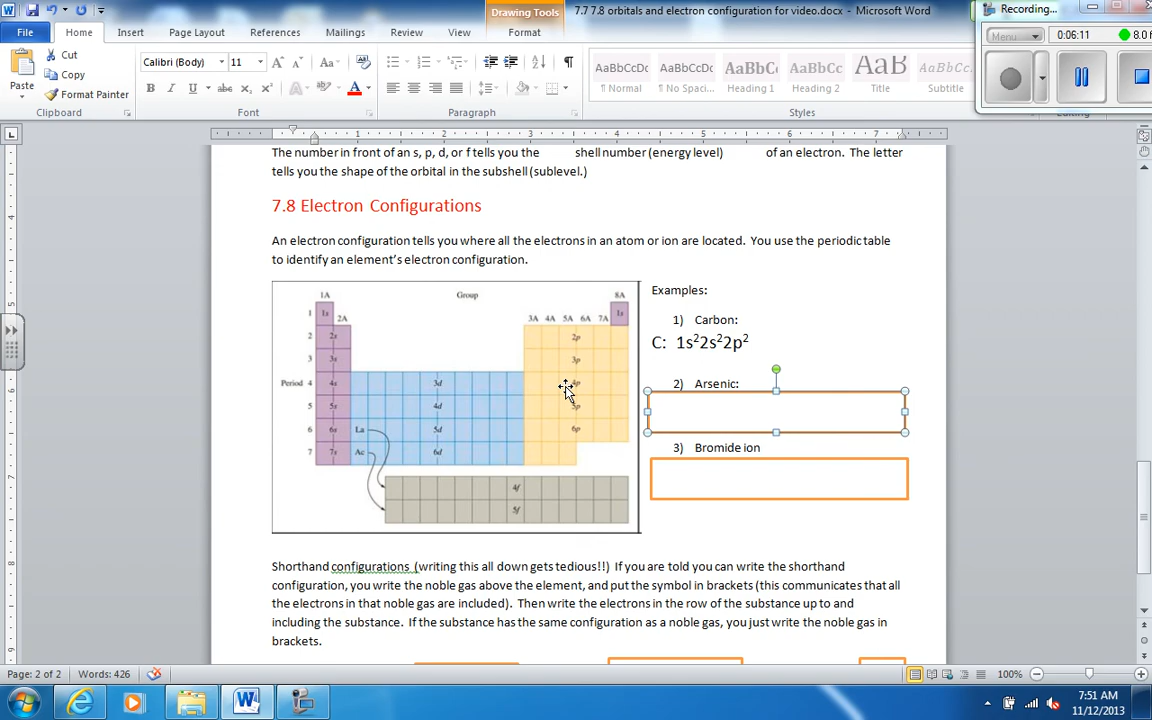 Drawing Tools
7.7 7.8 orbitals and electron configuration for video.docx - Microsoft Word
Recording...
File Home Insert Page Layout References Mailings Review View Format
Menu 0:06:11 8.0 f
Cut
Copy
Format Painter
Paste
Calibri (Body) 11
B I U abc
AaBbCcDc AaBbCcDc AaBbC AaBbCc AaB AaBbCc
¶ Normal ¶ No Spaci... Heading 1 Heading 2 Title Subtitle
Clipboard Font Paragraph Styles Editing
The number in front of an s, p, d, or f tells you the shell number (energy level) of an electron. The letter
tells you the shape of the orbital in the subshell (sublevel.)
7.8 Electron Configurations
An electron configuration tells you where all the electrons in an atom or ion are located. You use the periodic table
to identify an element's electron configuration.
1A Group 8A
1 1s 2A 3A 4A 5A 6A 7A 1s
2 2s 2p
3 3s 3p
Period 4 4s 3d 4p
5 5s 4d 5p
6 6s La 5d 6p
7 7s Ac 6d
4f
5f
Examples:
1) Carbon:
C: 1s²2s²2p²
2) Arsenic:
3) Bromide ion
Shorthand configurations (writing this all down gets tedious!!) If you are told you can write the shorthand
configuration, you write the noble gas above the element, and put the symbol in brackets (this communicates that all
the electrons in that noble gas are included). Then write the electrons in the row of the substance up to and
including the substance. If the substance has the same configuration as a noble gas, you just write the noble gas in
brackets.
Page: 2 of 2 Words: 426 100%
7:51 AM
11/12/2013